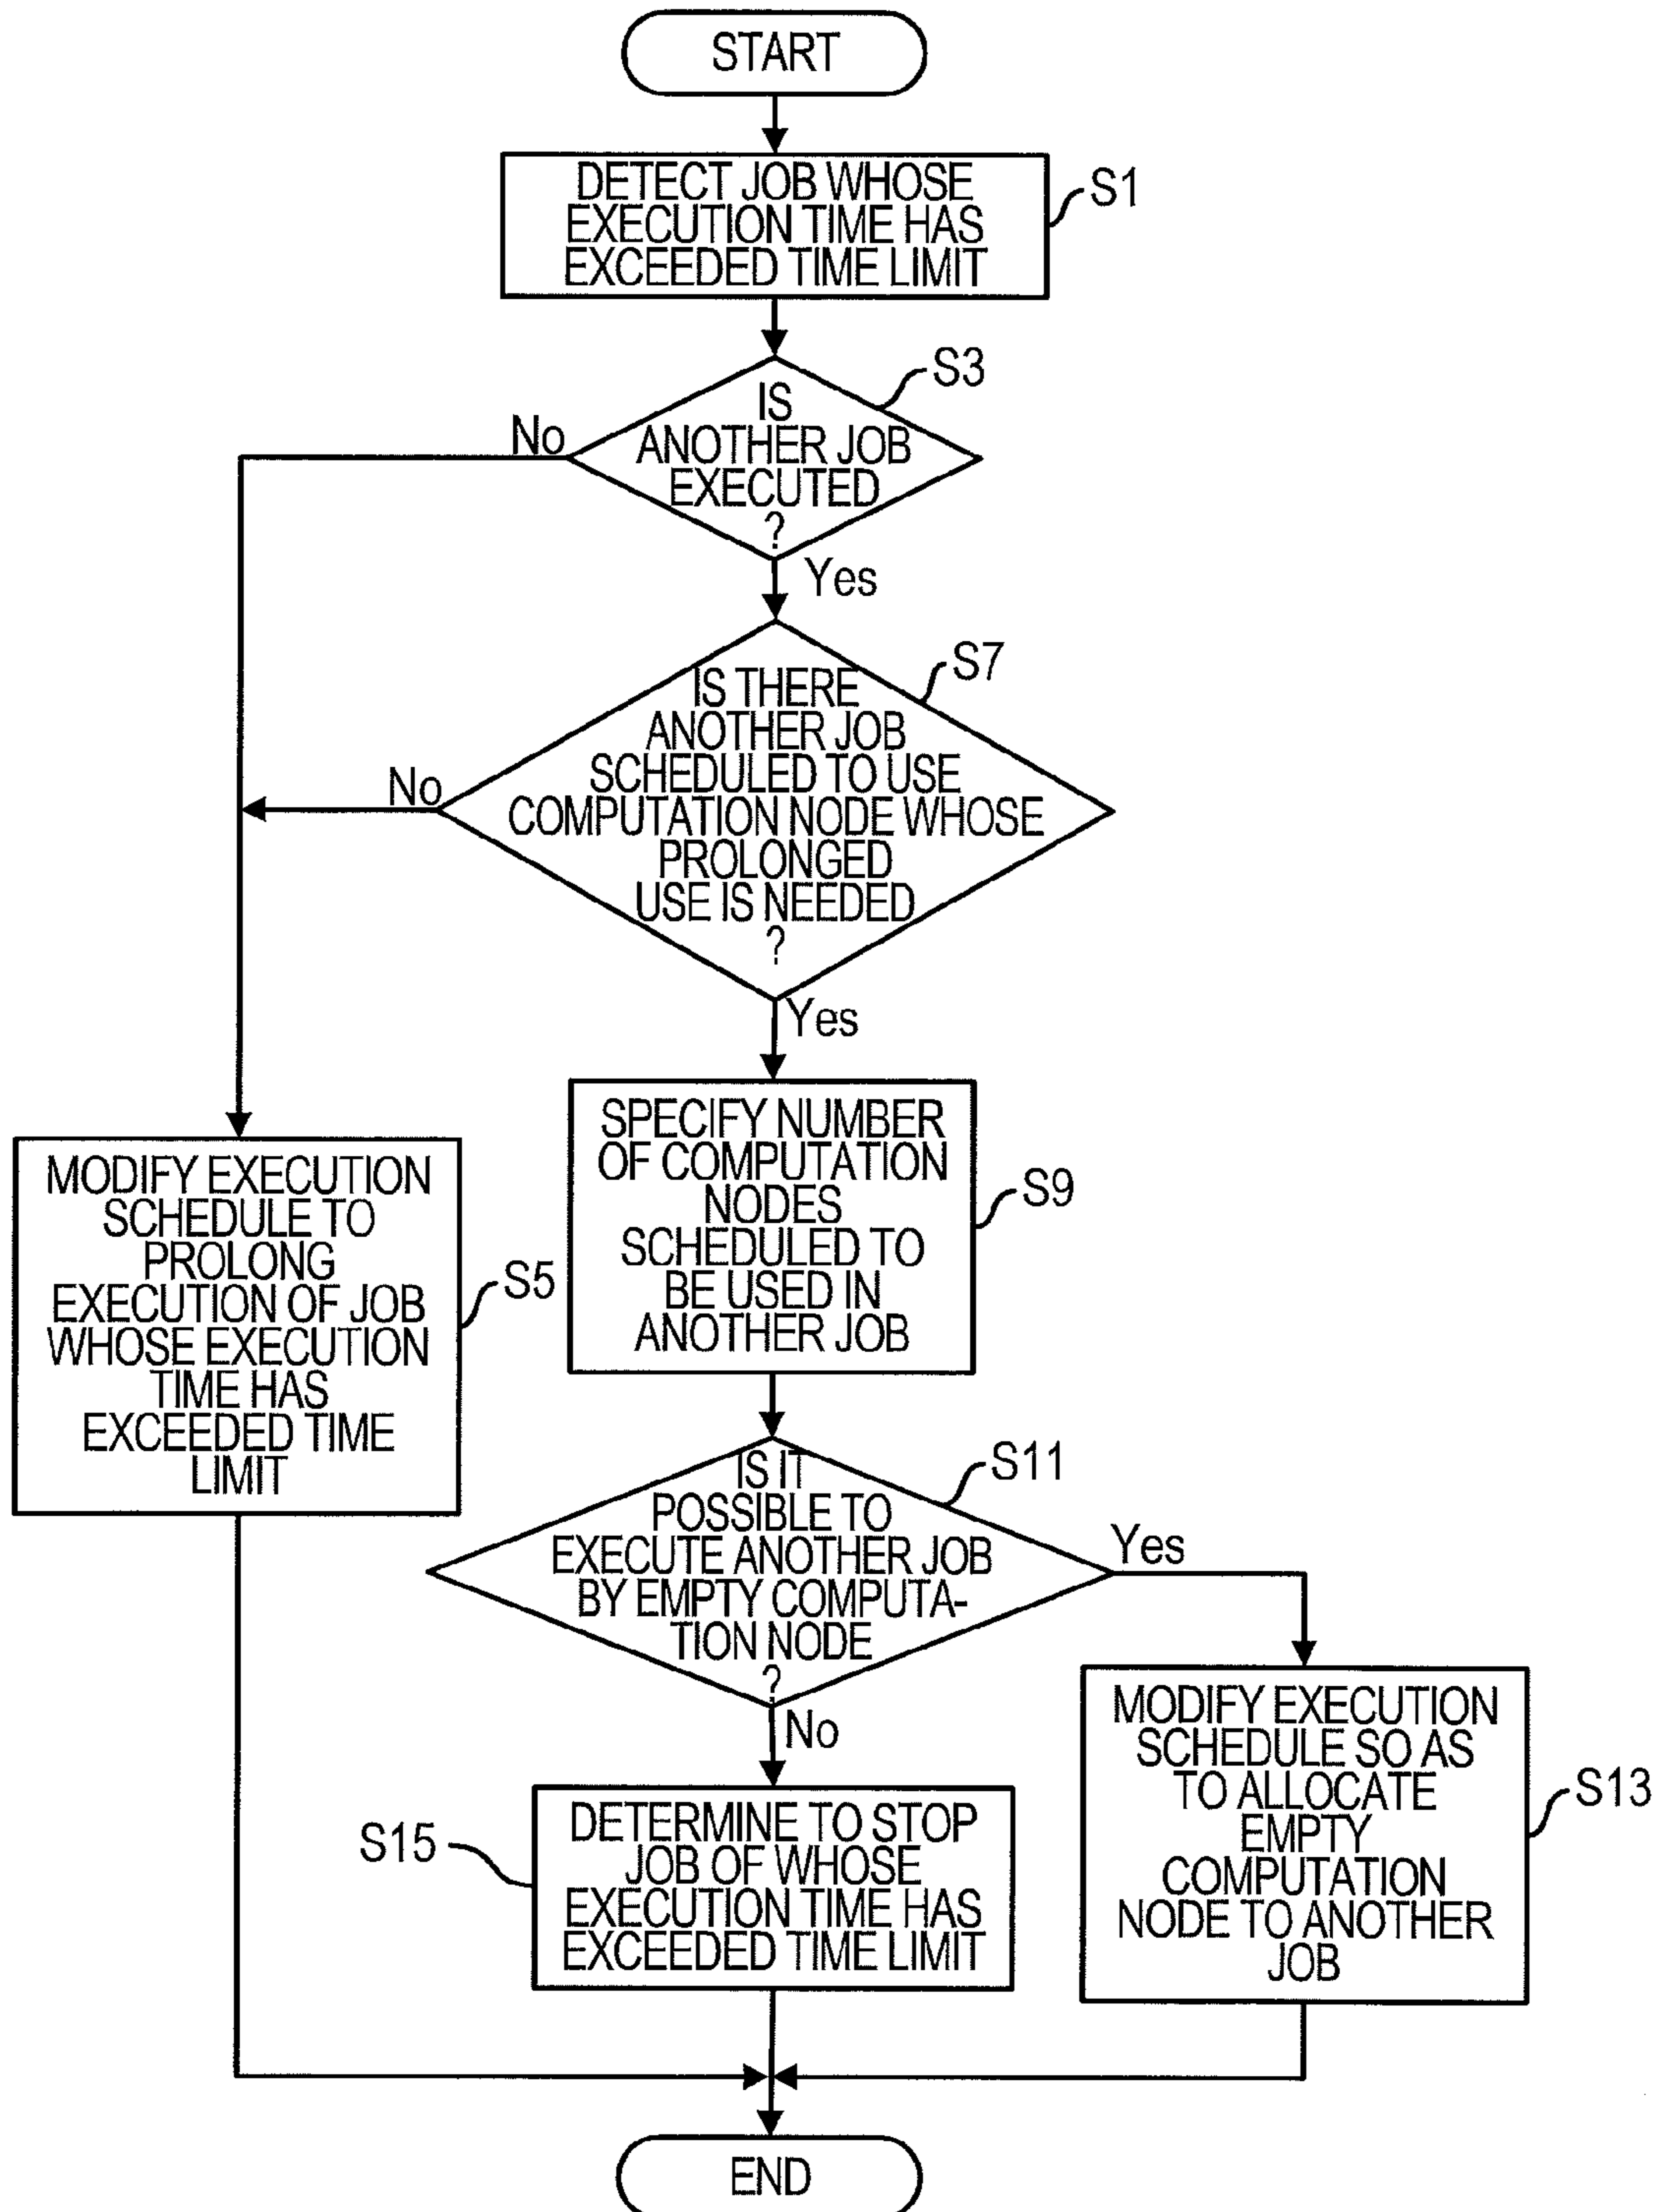 START
DETECT JOB WHOSE
EXECUTION TIME HAS
EXCEEDED TIME LIMIT
S1
IS
ANOTHER JOB
EXECUTED
?
S3
No
Yes
IS THERE
ANOTHER JOB
SCHEDULED TO USE
COMPUTATION NODE WHOSE
PROLONGED
USE IS NEEDED
?
S7
No
Yes
MODIFY EXECUTION
SCHEDULE TO
PROLONG
EXECUTION OF JOB
WHOSE EXECUTION
TIME HAS
EXCEEDED TIME
LIMIT
S5
SPECIFY NUMBER
OF COMPUTATION
NODES
SCHEDULED TO
BE USED IN
ANOTHER JOB
S9
IS IT
POSSIBLE TO
EXECUTE ANOTHER JOB
BY EMPTY COMPUTA-
TION NODE
?
S11
Yes
No
DETERMINE TO STOP
JOB OF WHOSE
EXECUTION TIME HAS
EXCEEDED TIME LIMIT
S15
MODIFY EXECUTION
SCHEDULE SO AS
TO ALLOCATE
EMPTY
COMPUTATION
NODE TO ANOTHER
JOB
S13
END